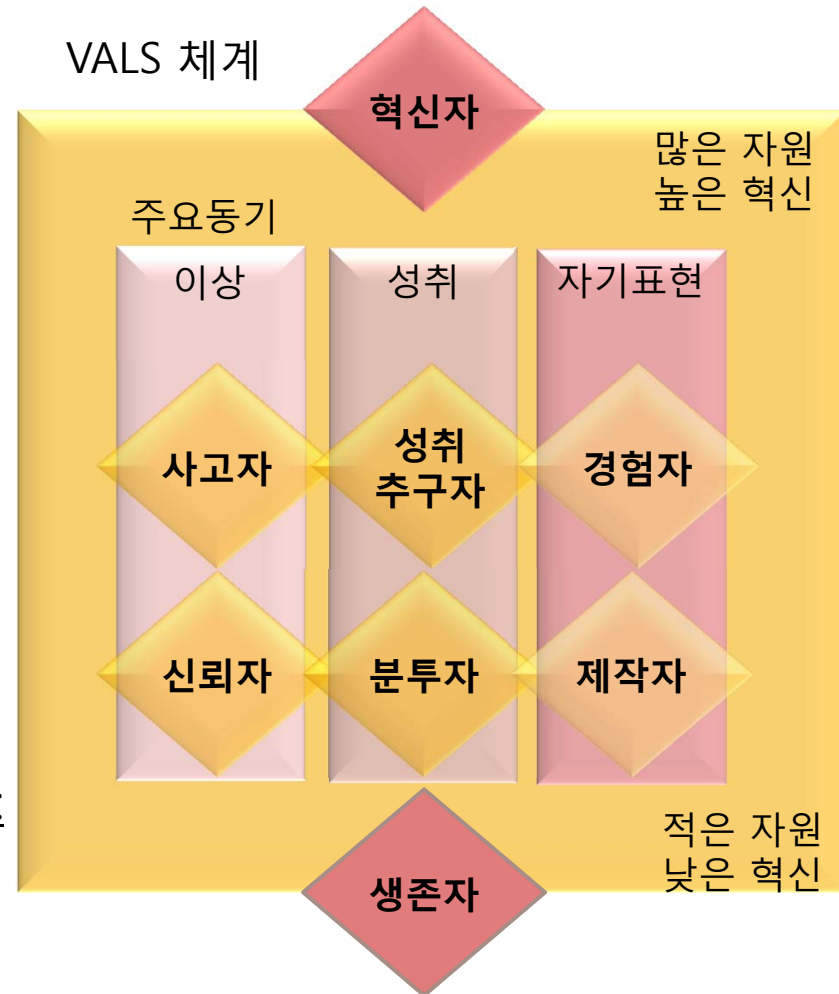 VALS 체계
혁신자
많은 자원
높은 혁신
주요동기
이상
성취
자기표현
사고자
성취
추구자
경험자
신뢰자
분투자
제작자
적은 자원
낮은 혁신
생존자